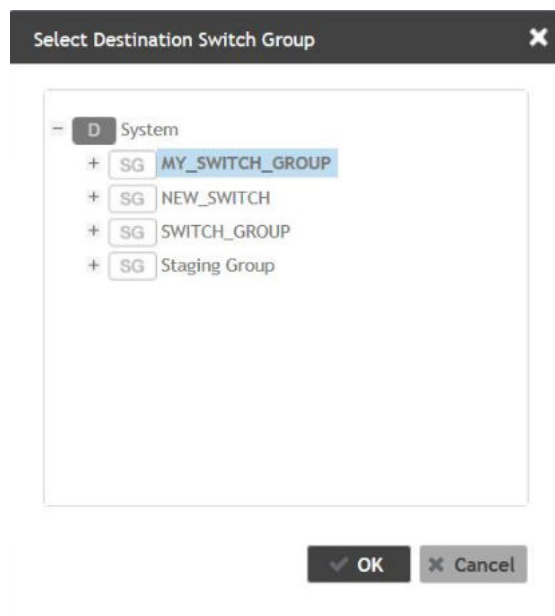 Select Destination Switch Group
D System
SG MY_SWITCH_GROUP
SG NEW_SWITCH
SG SWITCH_GROUP
SG Staging Group
OK Cancel